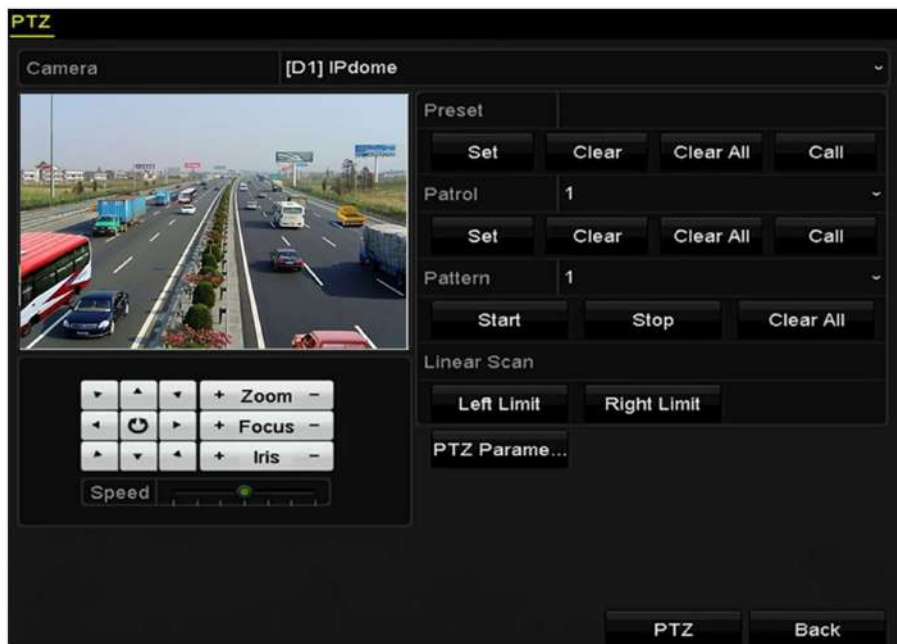 PTZ
Camera [D1] IPdome
Preset
Set Clear Clear All Call
Patrol 1
Set Clear Clear All Call
Pattern 1
Start Stop Clear All
Linear Scan
Left Limit Right Limit
PTZ Parame...
+ Zoom -
+ Focus -
+ Iris -
Speed
PTZ Back